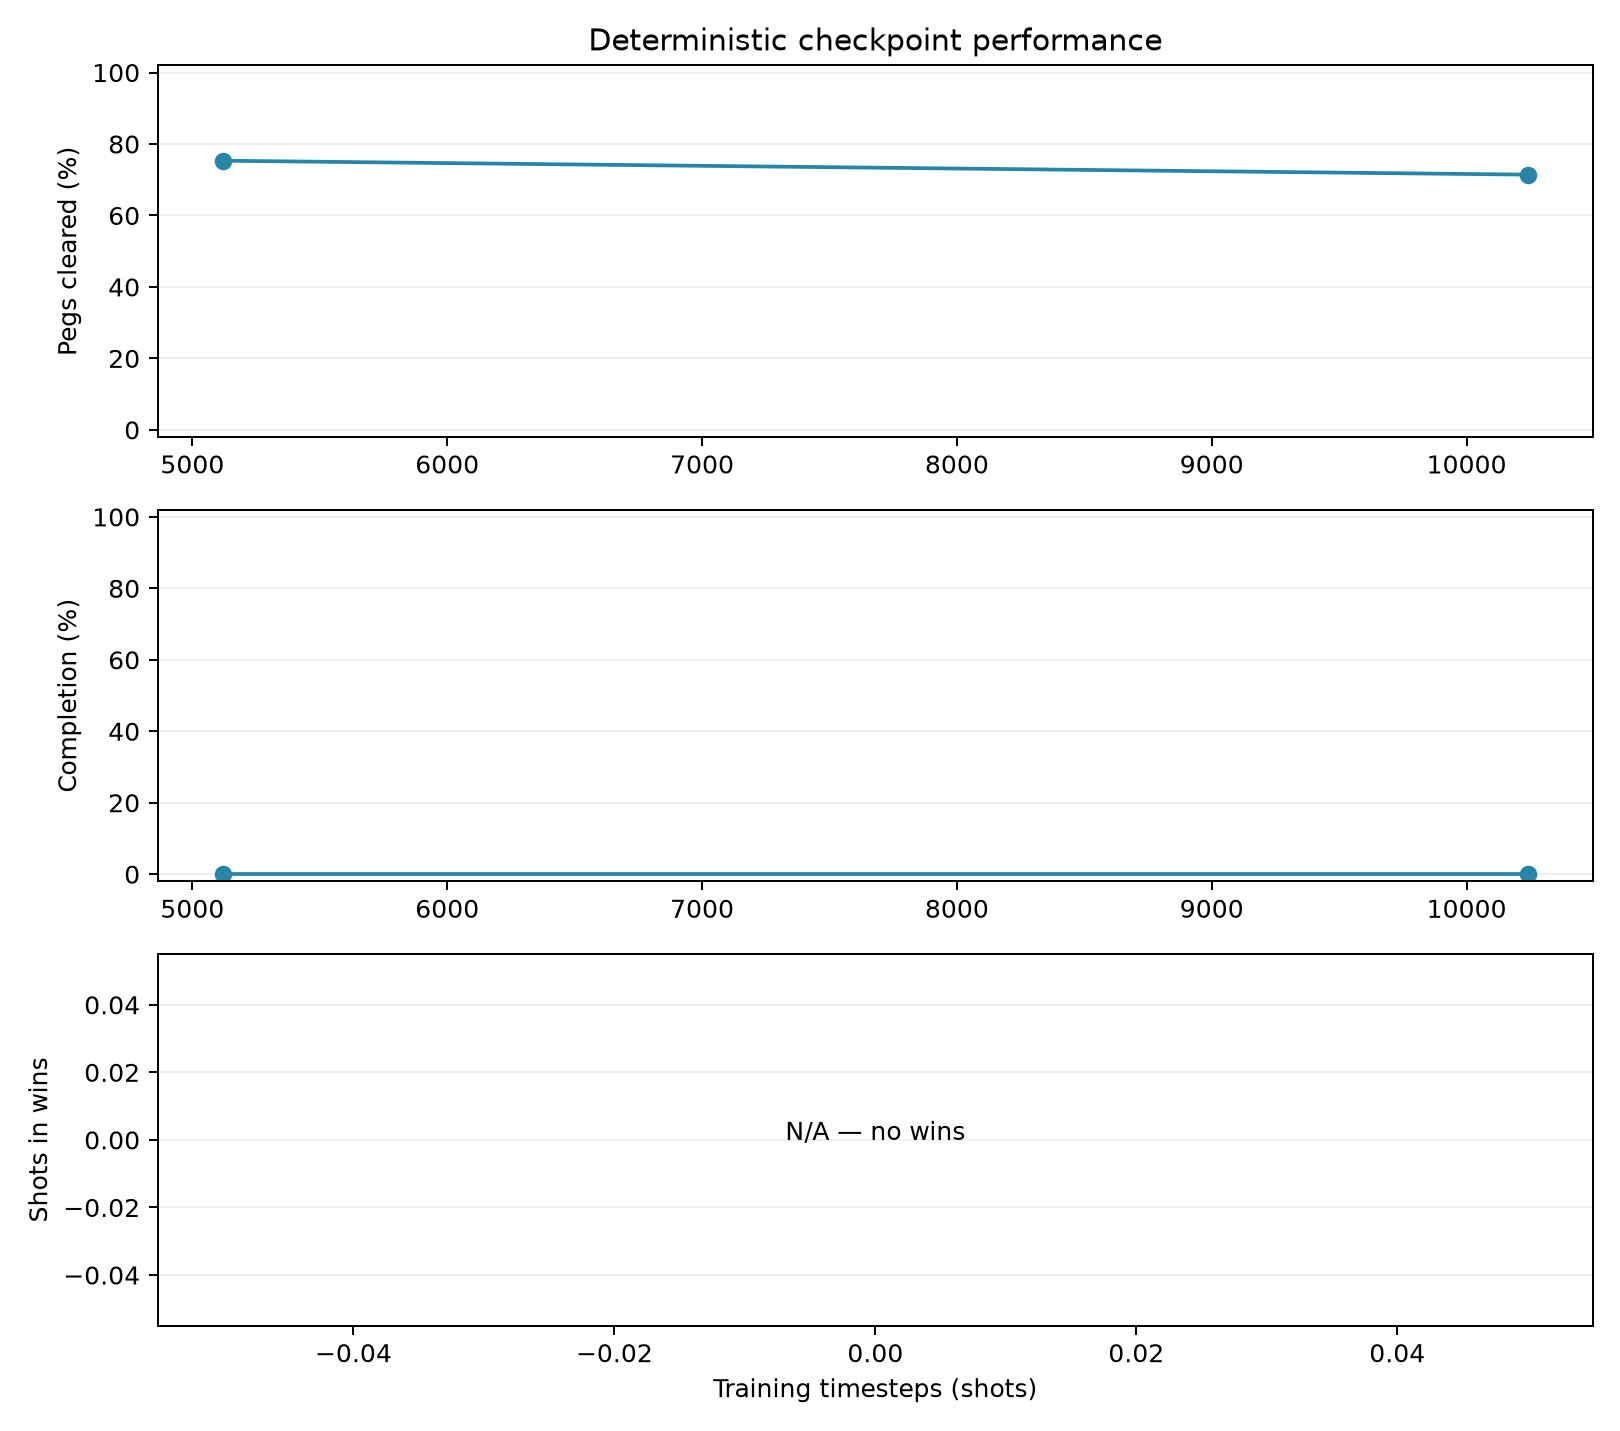 Deterministic checkpoint performance
100
80
60
40
20
0
Pegs cleared (%)
5000 6000 7000 8000 9000 10000
100
80
60
40
20
0
Completion (%)
5000 6000 7000 8000 9000 10000
0.04
0.02
0.00
−0.02
−0.04
Shots in wins
N/A — no wins
−0.04 −0.02 0.00 0.02 0.04
Training timesteps (shots)